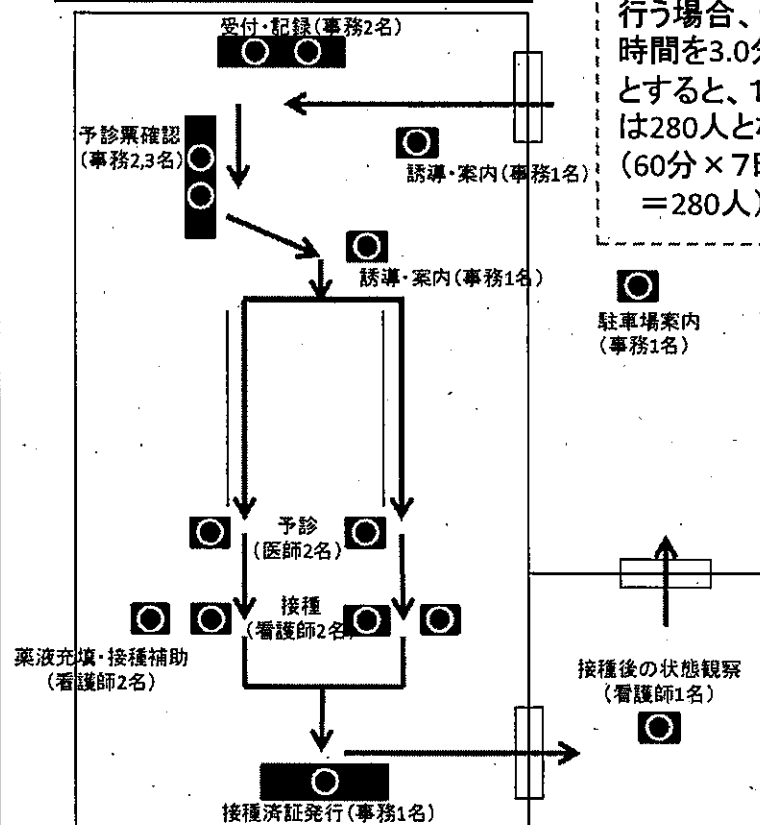 受付・記録(事務2名)
行う場合、
時間を3.0分
とすると、1
は280人と
(60分×7時
=280人)
予診票確認
(事務2,3名)
誘導・案内(事務1名)
誘導・案内(事務1名)
駐車場案内
(事務1名)
予診
(医師2名)
接種
(看護師2名
薬液充填・接種補助
(看護師2名)
接種後の状態観察
(看護師1名)
接種済証発行(事務1名)